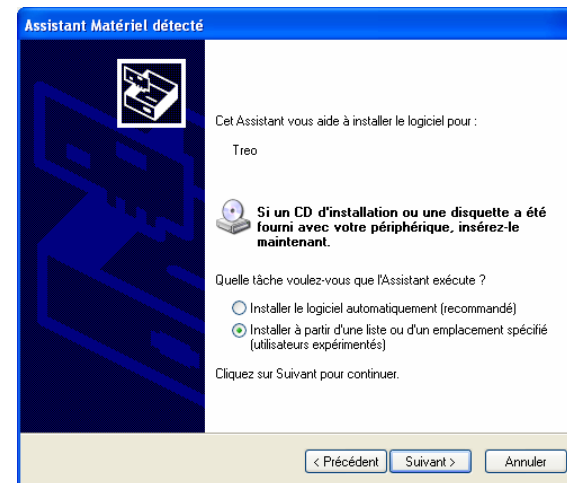 Assistant Matériel détecté
Cet Assistant vous aide à installer le logiciel pour :
Treo
Si un CD d'installation ou une disquette a été
fourni avec votre périphérique, insérez-le
maintenant.
Quelle tâche voulez-vous que l'Assistant exécute ?
Installer le logiciel automatiquement (recommandé)
Installer à partir d'une liste ou d'un emplacement spécifié
(utilisateurs expérimentés)
Cliquez sur Suivant pour continuer.
< Précédent Suivant > Annuler